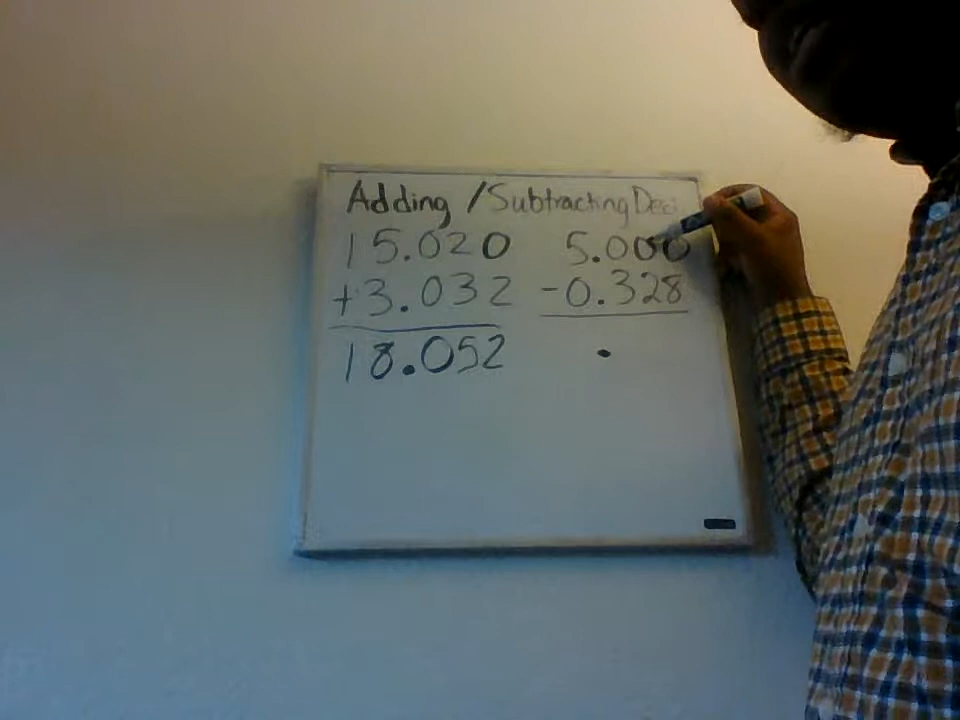 Adding / Subtracting Deci
15.020 5.000
+3.032 -0.328
18.052 .